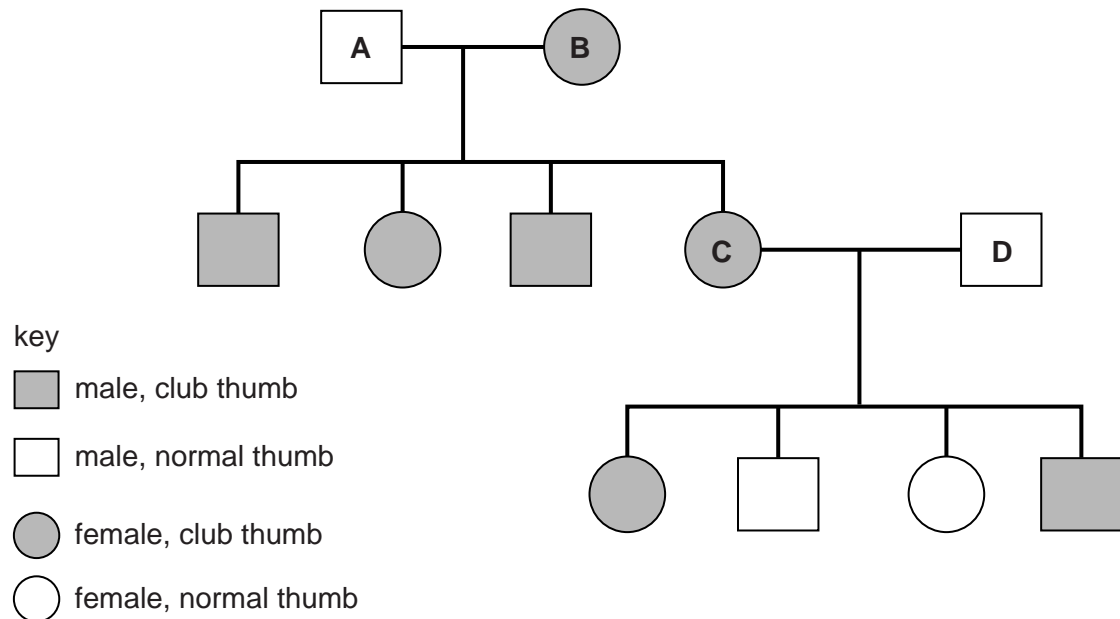 A
B
C
D
key
male, club thumb
male, normal thumb
female, club thumb
female, normal thumb